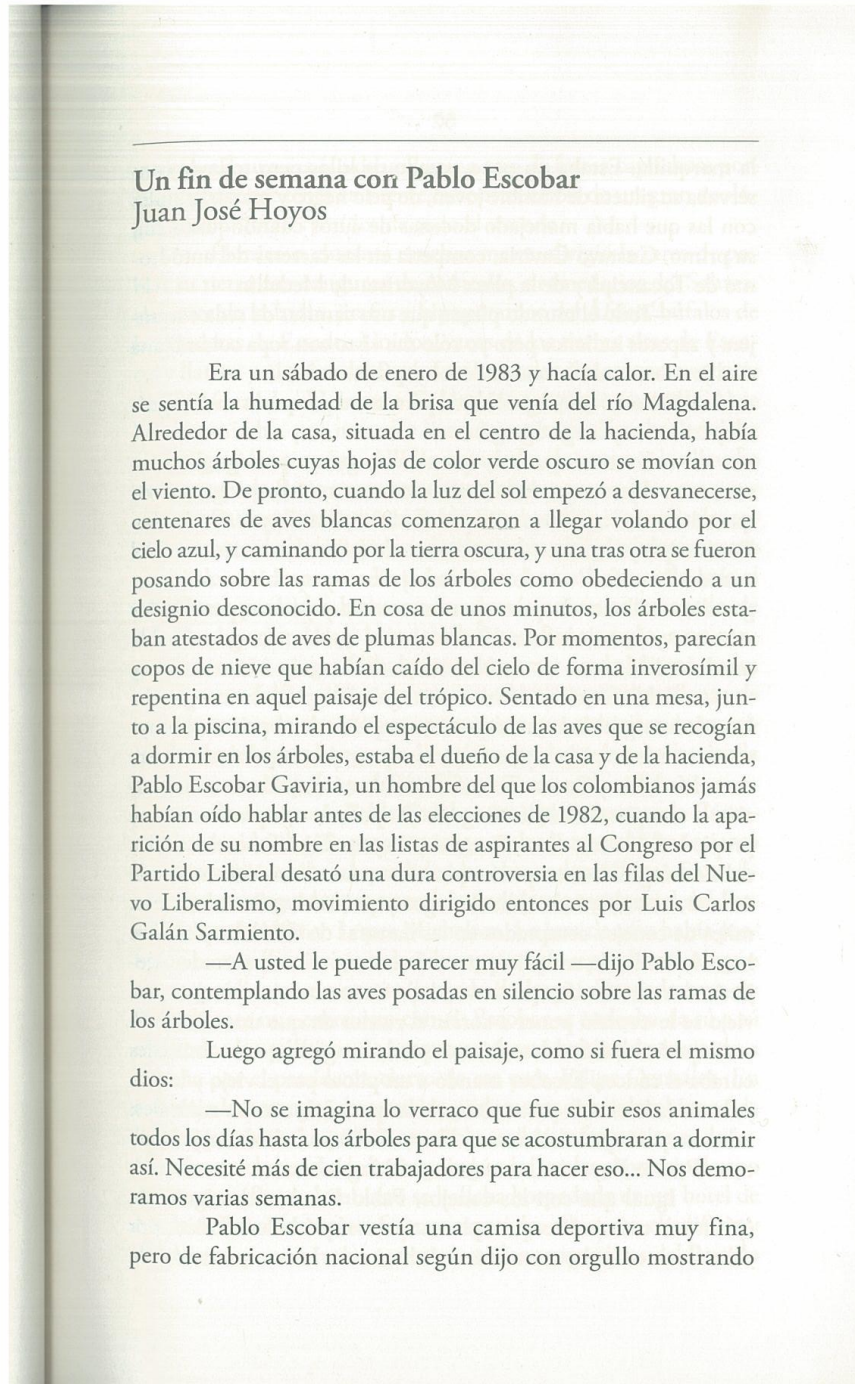 Un fin de semana con Pablo Escobar
Juan José Hoyos
Era un sábado de enero de 1983 y hacía calor. En el aire
se sentía la humedad de la brisa que venía del río Magdalena.
Alrededor de la casa, situada en el centro de la hacienda, había
muchos árboles cuyas hojas de color verde oscuro se movían con
el viento. De pronto, cuando la luz del sol empezó a desvanecerse,
centenares de aves blancas comenzaron a llegar volando por el
cielo azul, y caminando por la tierra oscura, y una tras otra se fueron
posando sobre las ramas de los árboles como obedeciendo a un
designio desconocido. En cosa de unos minutos, los árboles esta-
ban atestados de aves de plumas blancas. Por momentos, parecían
copos de nieve que habían caído del cielo de forma inverosímil y
repentina en aquel paisaje del trópico. Sentado en una mesa, jun-
to a la piscina, mirando el espectáculo de las aves que se recogían
a dormir en los árboles, estaba el dueño de la casa y de la hacienda,
Pablo Escobar Gaviria, un hombre del que los colombianos jamás
habían oído hablar antes de las elecciones de 1982, cuando la apa-
rición de su nombre en las listas de aspirantes al Congreso por el
Partido Liberal desató una dura controversia en las filas del Nue-
vo Liberalismo, movimiento dirigido entonces por Luis Carlos
Galán Sarmiento.
—A usted le puede parecer muy fácil —dijo Pablo Esco-
bar, contemplando las aves posadas en silencio sobre las ramas de
los árboles.
Luego agregó mirando el paisaje, como si fuera el mismo
dios:
—No se imagina lo verraco que fue subir esos animales
todos los días hasta los árboles para que se acostumbraran a dormir
así. Necesité más de cien trabajadores para hacer eso... Nos demo-
ramos varias semanas.
Pablo Escobar vestía una camisa deportiva muy fina,
pero de fabricación nacional según dijo con orgullo mostrando